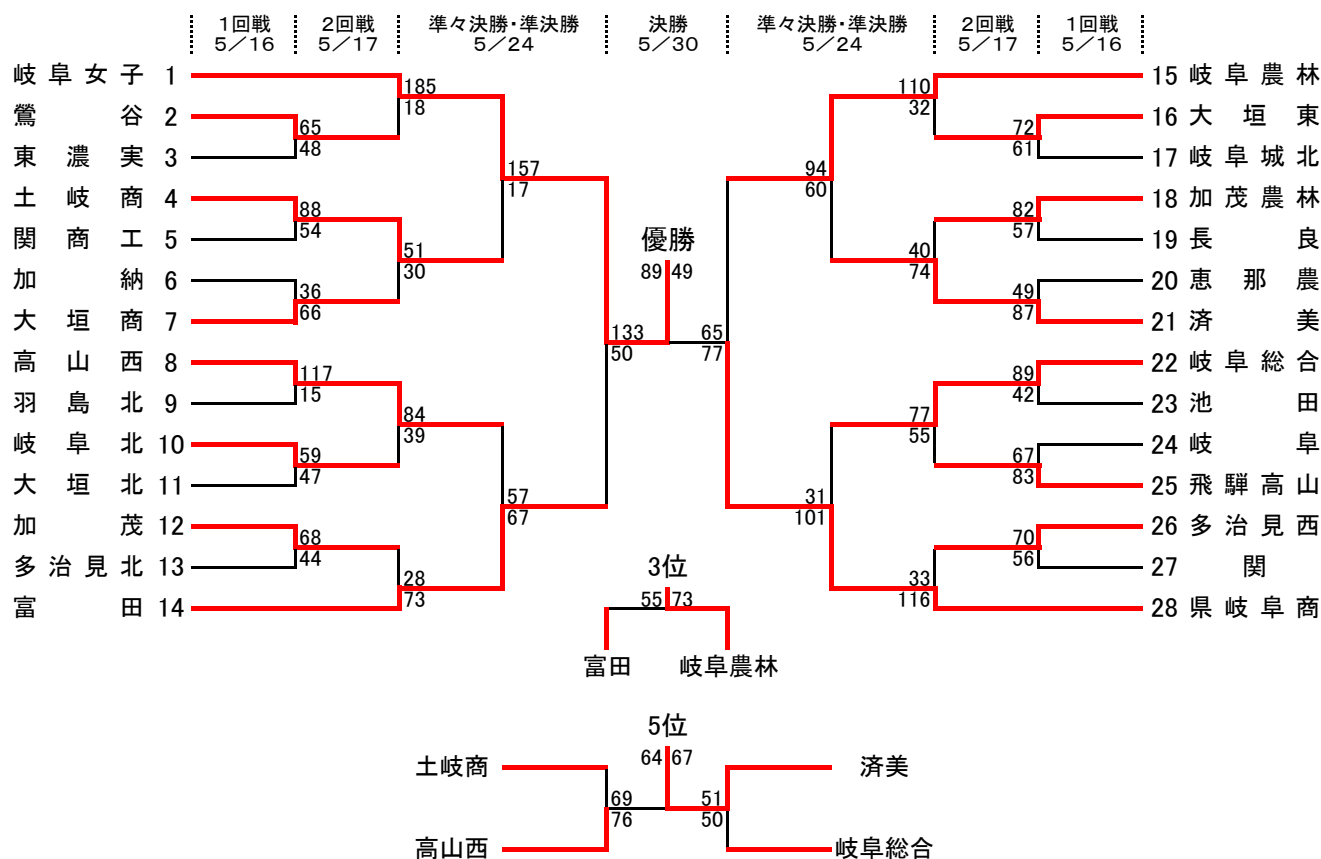 1回戦 2回戦 準々決勝・準決勝 決勝 準々決勝・準決勝 2回戦 1回戦
5／16 5／17 5／24 5／30 5／24 5／17 5／16
岐阜女子 1 185 110 15 岐阜農林
18 32
鶯谷 2 65 72 16 大垣東
48 61
東濃実 3 157 94 17 岐阜城北
17 60
土岐商 4 88 82 18 加茂農林
54 57
関商工 5 51 優勝 40 19 長良
30 89 49 74
加納 6 36 49 20 恵那農
66 87
大垣商 7 133 65 21 済美
50 77
高山西 8 117 89 22 岐阜総合
15 42
羽島北 9 84 77 23 池田
39 55
岐阜北 10 59 67 24 岐阜
47 83
大垣北 11 57 31 25 飛騨高山
67 101
加茂 12 68 70 26 多治見西
44 56
多治見北 13 28 3位 33 27 関
73 116
富田 14 55 73 28 県岐阜商
富田 岐阜農林
5位
64 67
土岐商 済美
69 51
76 50
高山西 岐阜総合